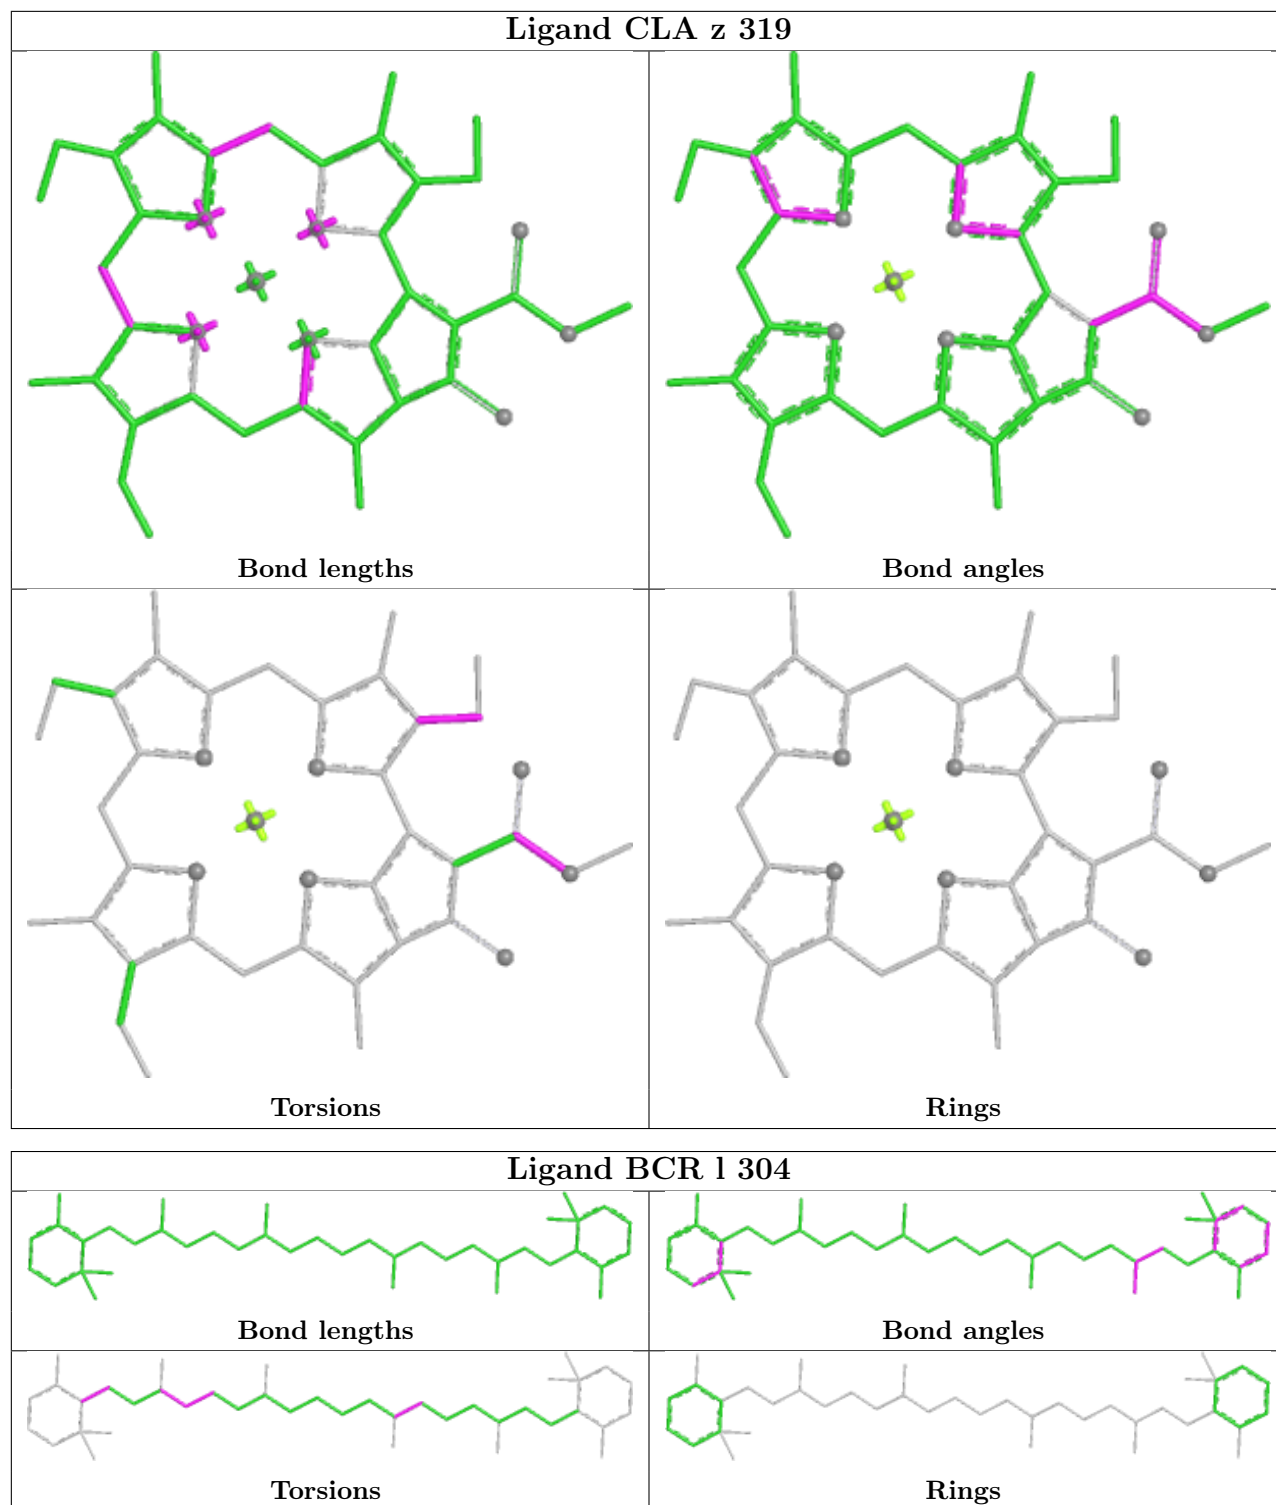 Ligand CLA z 319
Bond lengths
Bond angles
Torsions
Rings
Ligand BCR l 304
Bond lengths
Bond angles
Torsions
Rings